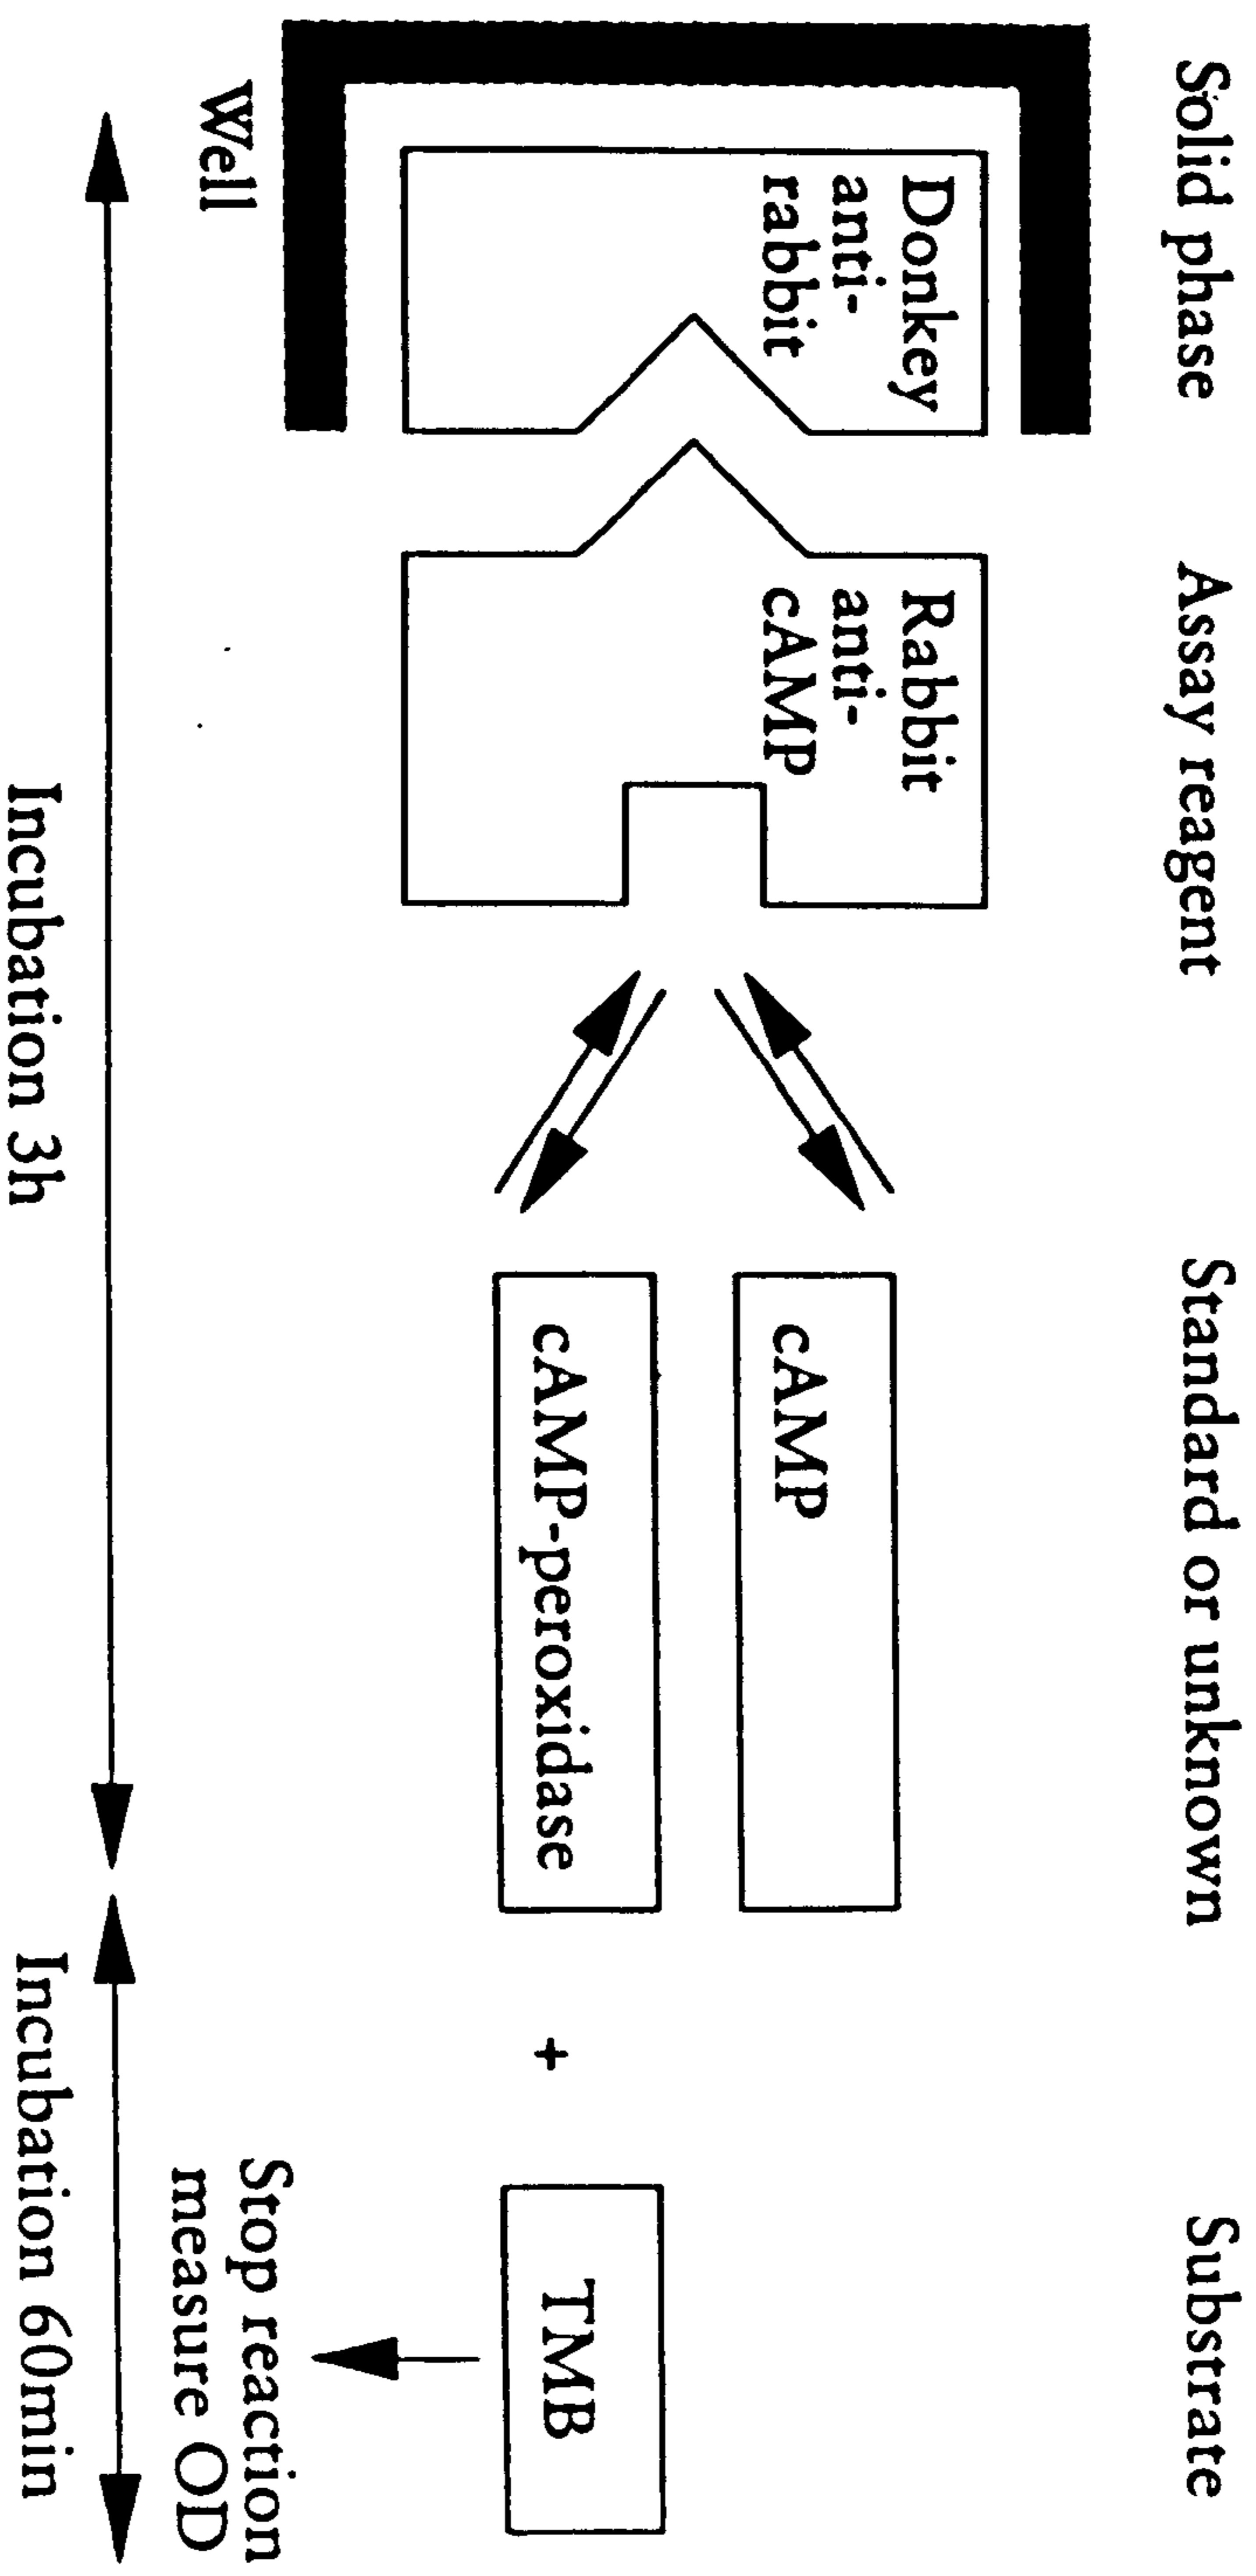 Solid phase
Assay reagent
Standard or unknown
Substrate
Donkey
anti-
rabbit
Rabbit
anti-
cAMP
cAMP
cAMP-peroxidase
+
TMB
Well
Stop reaction
measure OD
Incubation 3h
Incubation 60min